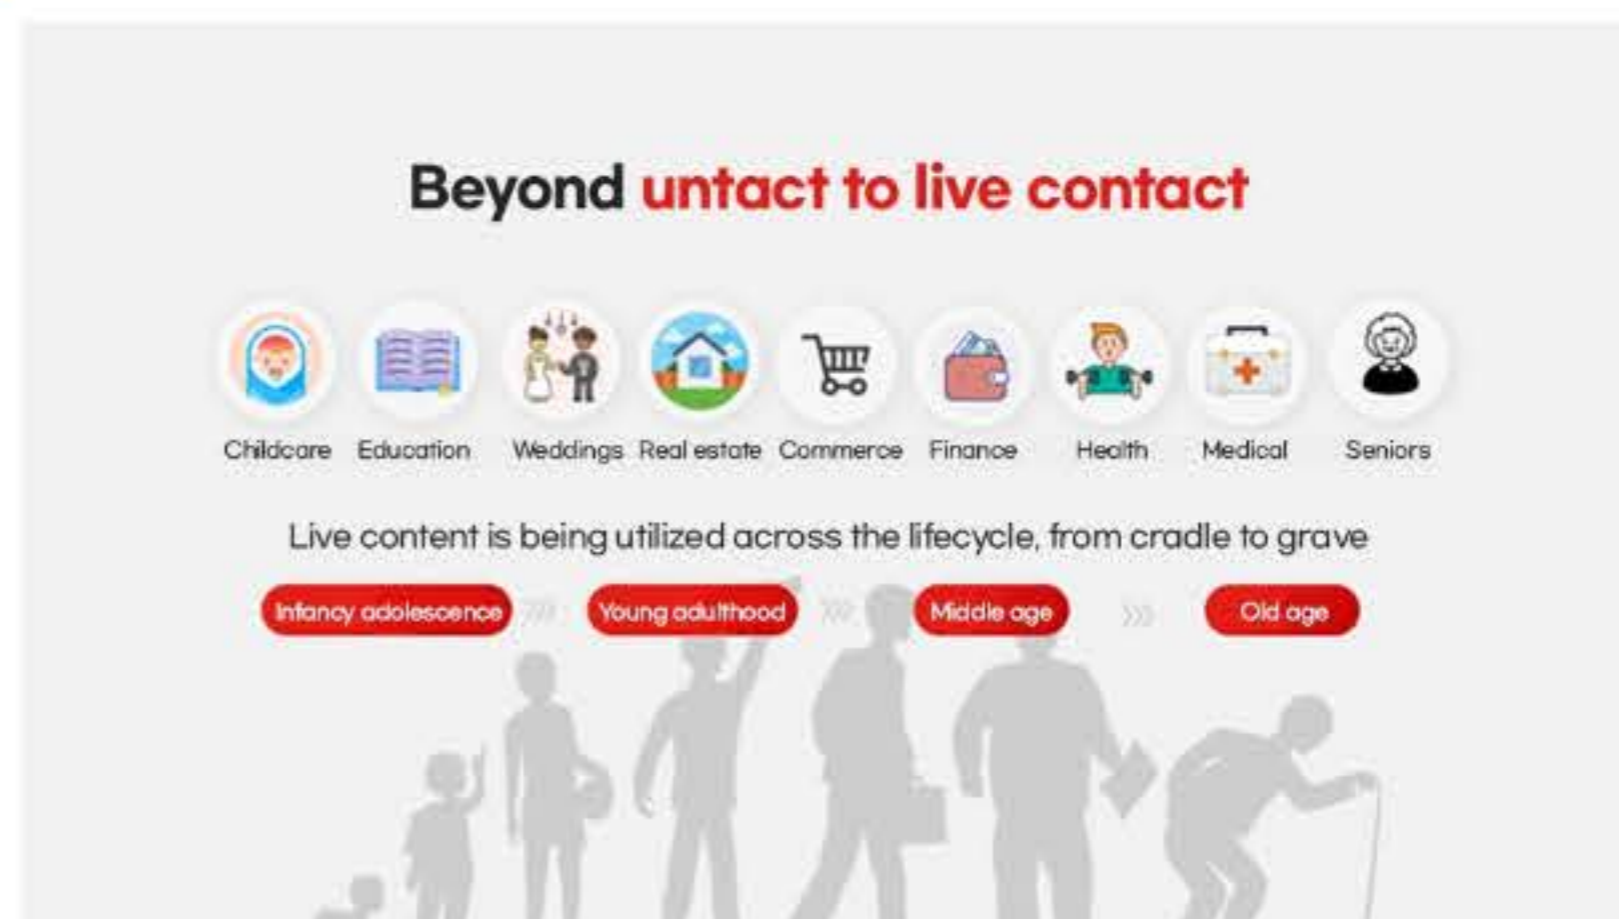 Beyond untact to live contact
Childcare Education Weddings Real estate Commerce Finance Health Medical Seniors
Live content is being utilized across the lifecycle, from cradle to grave
Infancy adolescence Young adulthood Middle age Old age